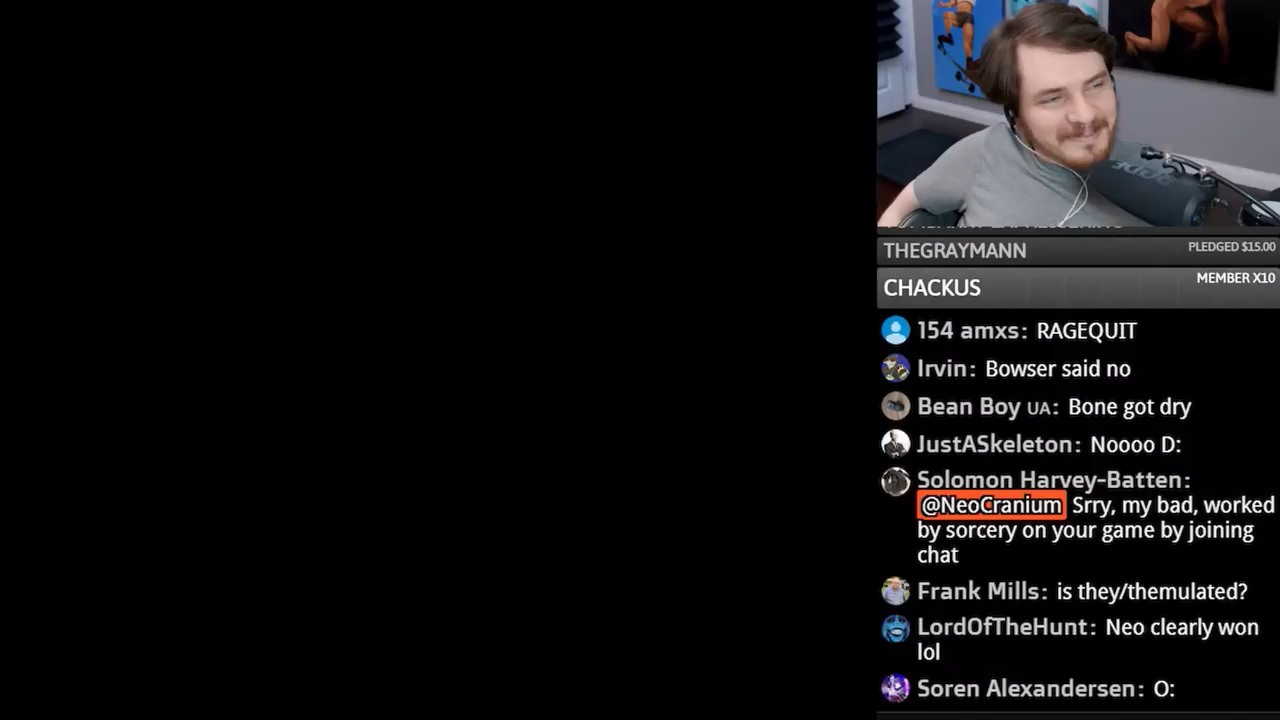 RODE
THEGRAYMANN
PLEDGED $15.00
CHACKUS
MEMBER X10
154 amxs: RAGEQUIT
Irvin: Bowser said no
Bean Boy UA: Bone got dry
JustASkeleton: Noooo D:
Solomon Harvey-Batten:
@NeoCranium Srry, my bad, worked
by sorcery on your game by joining
chat
Frank Mills: is they/themulated?
LordOfTheHunt: Neo clearly won
lol
Soren Alexandersen: O: